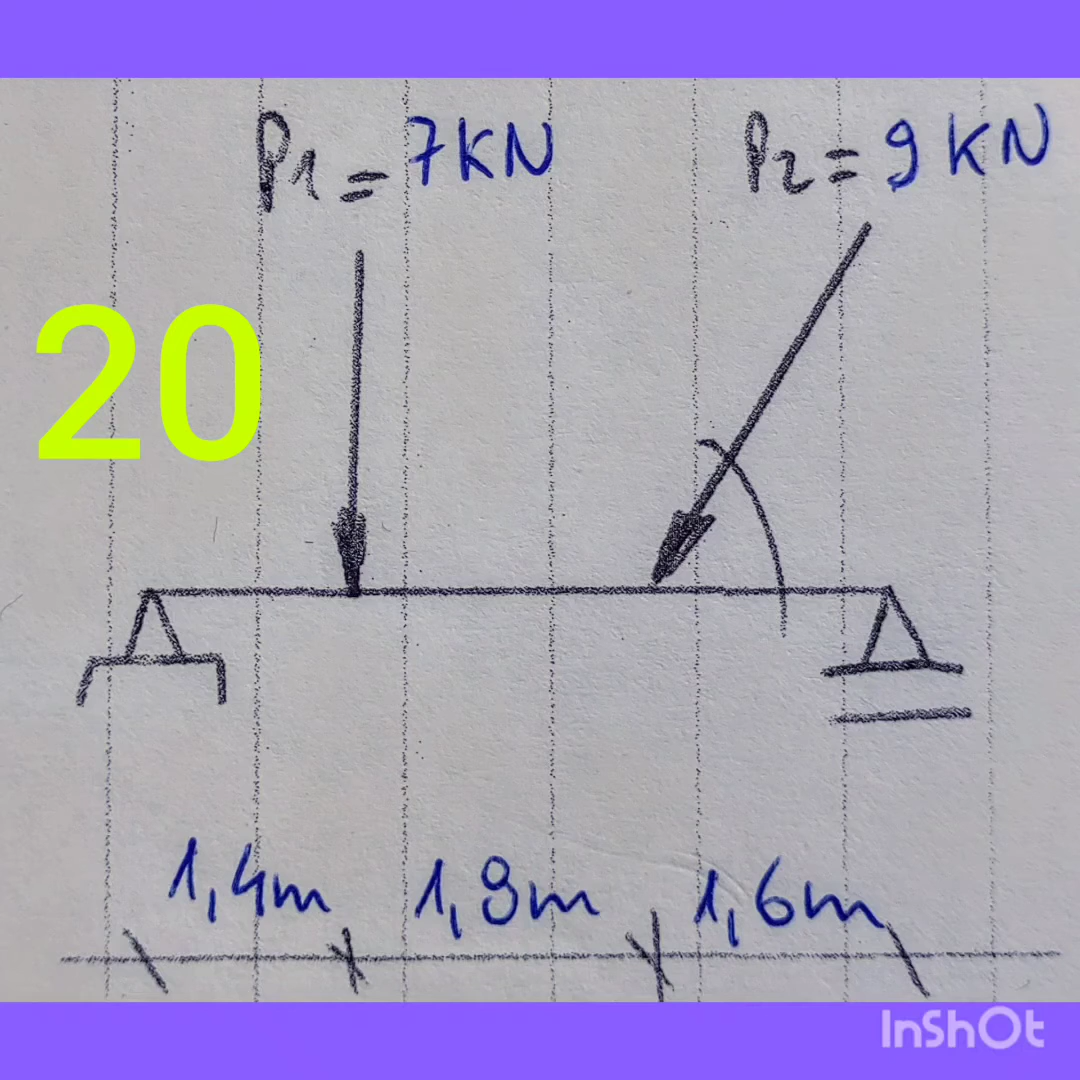 P1 = 7KN
P2 = 9 KN
20
1,4m 1,8m 1,6m
InShOt